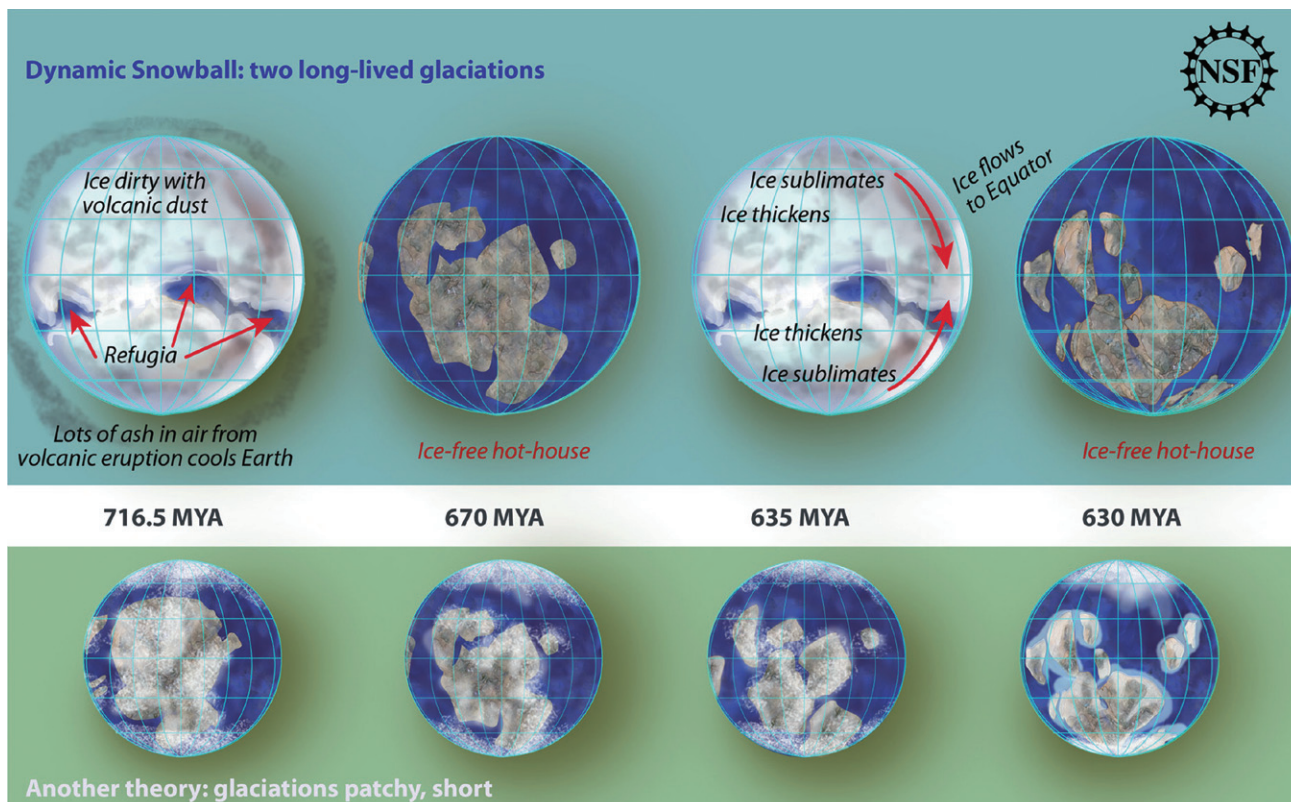 Dynamic Snowball: two long-lived glaciations
NSF
Ice dirty with
volcanic dust
Refugia
Lots of ash in air from
volcanic eruption cools Earth
Ice-free hot-house
Ice sublimates
Ice thickens
Ice thickens
Ice sublimates
Ice flows
to Equator
Ice-free hot-house
716.5 MYA
670 MYA
635 MYA
630 MYA
Another theory: glaciations patchy, short